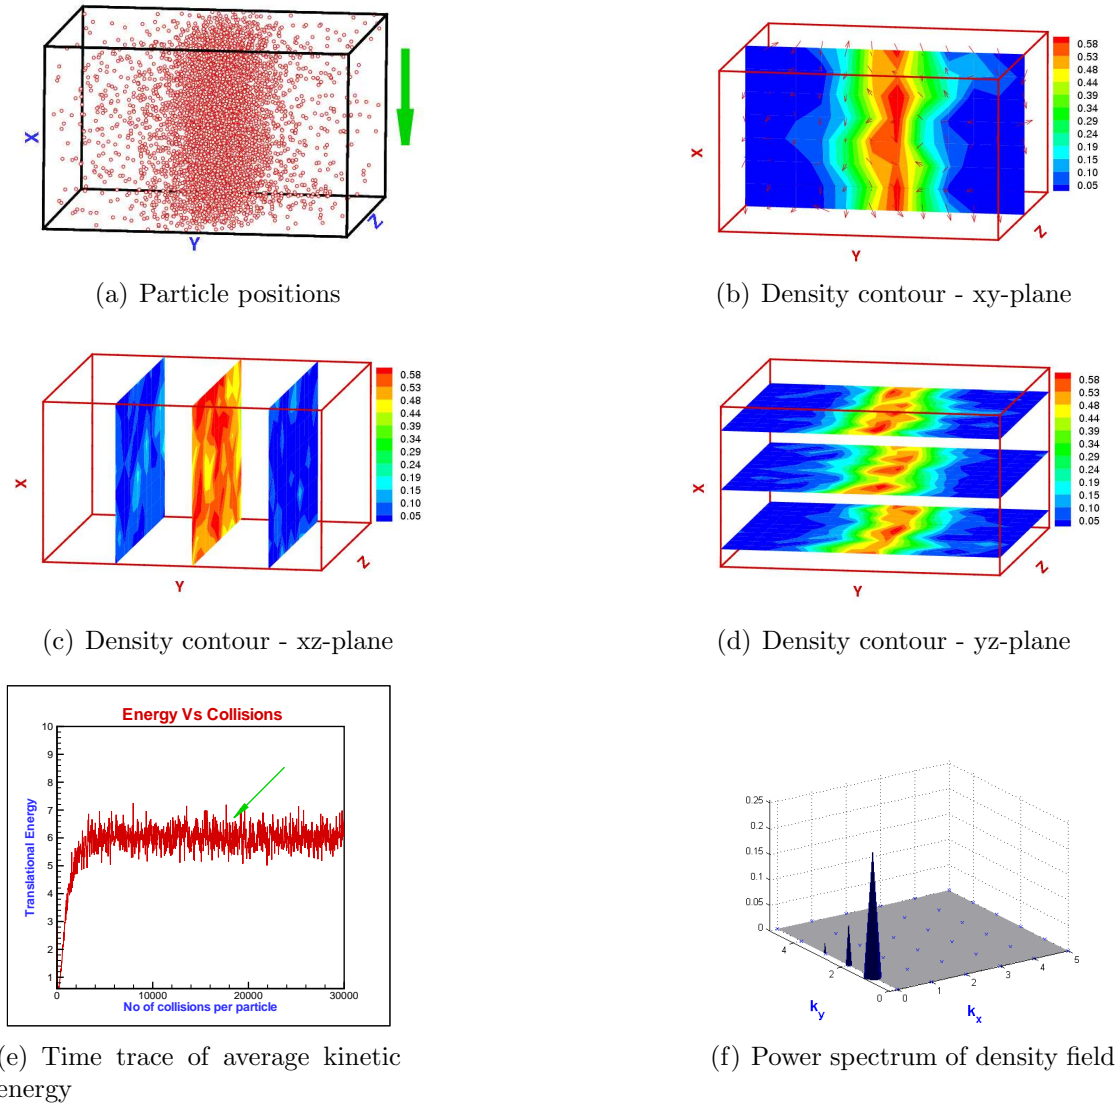 X
Y
Z
(a) Particle positions
0.58
0.53
0.48
0.44
0.39
0.34
0.29
0.24
0.19
0.15
0.10
0.05
X
Y
Z
(b) Density contour - xy-plane
0.58
0.53
0.48
0.44
0.39
0.34
0.29
0.24
0.19
0.15
0.10
0.05
X
Y
Z
(c) Density contour - xz-plane
0.58
0.53
0.48
0.44
0.39
0.34
0.29
0.24
0.19
0.15
0.10
0.05
X
Y
Z
(d) Density contour - yz-plane
Energy Vs Collisions
10
9
8
7
6
5
4
3
2
1
Translational Energy
0 10000 20000 30000
No of collisions per particle
(e) Time trace of average kinetic
energy
0.25
0.2
0.15
0.1
0.05
0
4
2
0
0
1
2
3
4
5
ky
kx
(f) Power spectrum of density field